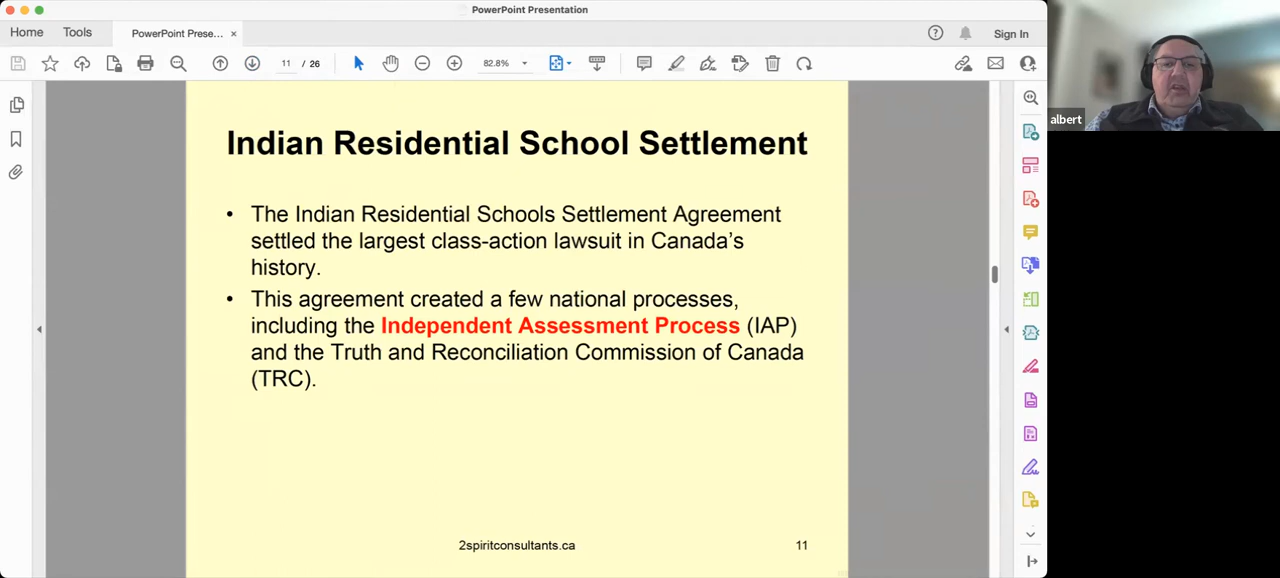 PowerPoint Presentation
Home
Tools
PowerPoint Prese...
×
Sign In
11 / 26
82.8%
albert
Indian Residential School Settlement
• The Indian Residential Schools Settlement Agreement
settled the largest class-action lawsuit in Canada’s
history.
• This agreement created a few national processes,
including the Independent Assessment Process (IAP)
and the Truth and Reconciliation Commission of Canada
(TRC).
2spiritconsultants.ca
11